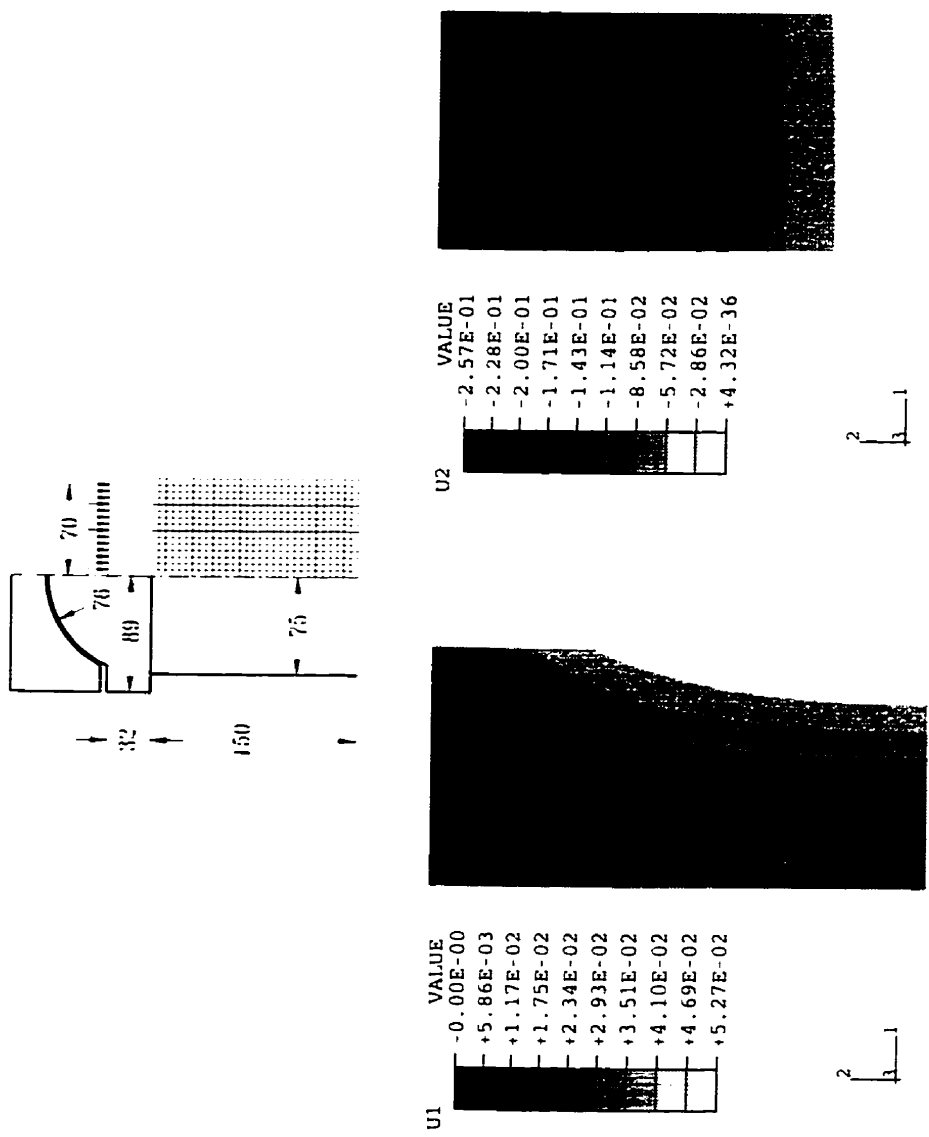 70
76
89
32
75
150
U2
VALUE
-2.57E-01
-2.28E-01
-2.00E-01
-1.71E-01
-1.43E-01
-1.14E-01
-8.58E-02
-5.72E-02
-2.86E-02
+4.32E-36
2
3
1
U1
VALUE
-0.00E-00
+5.86E-03
+1.17E-02
+1.75E-02
+2.34E-02
+2.93E-02
+3.51E-02
+4.10E-02
+4.69E-02
+5.27E-02
2
3
1